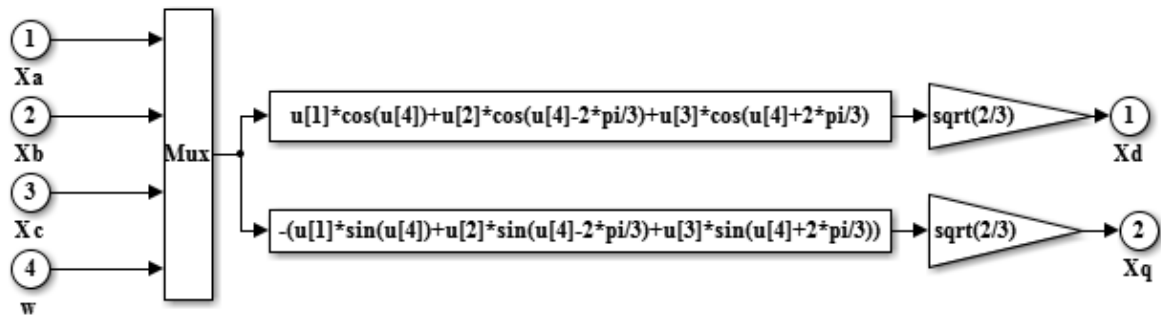 1
Xa
2
Xb
3
Xc
4
w
Mux
u[1]*cos(u[4])+u[2]*cos(u[4]-2*pi/3)+u[3]*cos(u[4]+2*pi/3)
sqrt(2/3)
1
Xd
-(u[1]*sin(u[4])+u[2]*sin(u[4]-2*pi/3)+u[3]*sin(u[4]+2*pi/3))
sqrt(2/3)
2
Xq